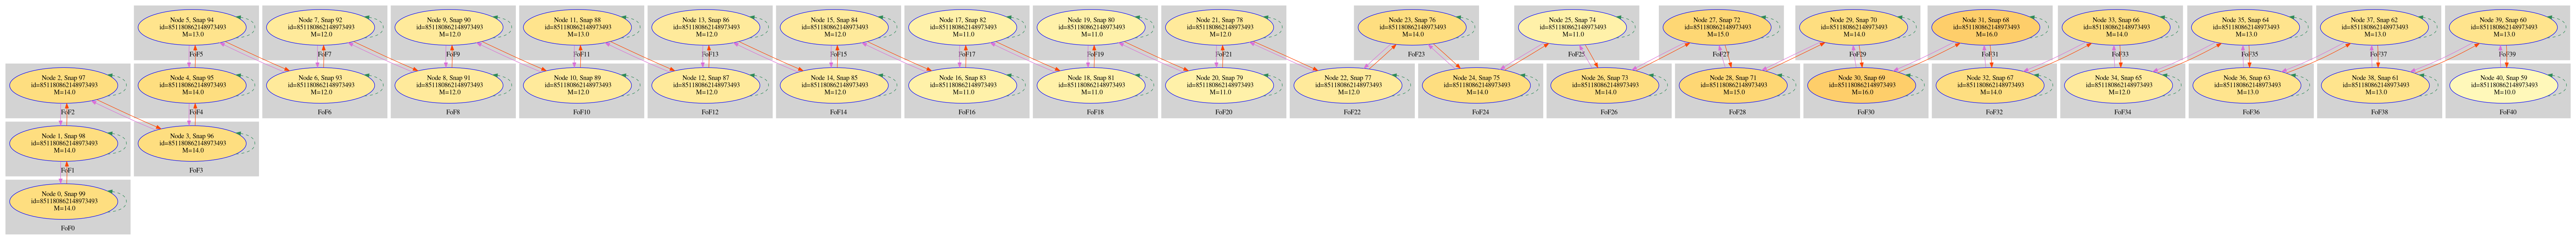 Node 5, Snap 94
id=851180862148973493
M=13.0
FoF5
Node 7, Snap 92
id=851180862148973493
M=12.0
FoF7
Node 9, Snap 90
id=851180862148973493
M=12.0
FoF9
Node 11, Snap 88
id=851180862148973493
M=13.0
FoF11
Node 13, Snap 86
id=851180862148973493
M=12.0
FoF13
Node 15, Snap 84
id=851180862148973493
M=12.0
FoF15
Node 17, Snap 82
id=851180862148973493
M=11.0
FoF17
Node 19, Snap 80
id=851180862148973493
M=11.0
FoF19
Node 21, Snap 78
id=851180862148973493
M=12.0
FoF21
Node 23, Snap 76
id=851180862148973493
M=14.0
FoF23
Node 25, Snap 74
id=851180862148973493
M=11.0
FoF25
Node 27, Snap 72
id=851180862148973493
M=15.0
FoF27
Node 29, Snap 70
id=851180862148973493
M=14.0
FoF29
Node 31, Snap 68
id=851180862148973493
M=16.0
FoF31
Node 33, Snap 66
id=851180862148973493
M=14.0
FoF33
Node 35, Snap 64
id=851180862148973493
M=13.0
FoF35
Node 37, Snap 62
id=851180862148973493
M=13.0
FoF37
Node 39, Snap 60
id=851180862148973493
M=13.0
FoF39
Node 2, Snap 97
id=851180862148973493
M=14.0
FoF2
Node 4, Snap 95
id=851180862148973493
M=14.0
FoF4
Node 6, Snap 93
id=851180862148973493
M=12.0
FoF6
Node 8, Snap 91
id=851180862148973493
M=12.0
FoF8
Node 10, Snap 89
id=851180862148973493
M=12.0
FoF10
Node 12, Snap 87
id=851180862148973493
M=12.0
FoF12
Node 14, Snap 85
id=851180862148973493
M=12.0
FoF14
Node 16, Snap 83
id=851180862148973493
M=11.0
FoF16
Node 18, Snap 81
id=851180862148973493
M=11.0
FoF18
Node 20, Snap 79
id=851180862148973493
M=11.0
FoF20
Node 22, Snap 77
id=851180862148973493
M=12.0
FoF22
Node 24, Snap 75
id=851180862148973493
M=14.0
FoF24
Node 26, Snap 73
id=851180862148973493
M=14.0
FoF26
Node 28, Snap 71
id=851180862148973493
M=15.0
FoF28
Node 30, Snap 69
id=851180862148973493
M=16.0
FoF30
Node 32, Snap 67
id=851180862148973493
M=14.0
FoF32
Node 34, Snap 65
id=851180862148973493
M=12.0
FoF34
Node 36, Snap 63
id=851180862148973493
M=13.0
FoF36
Node 38, Snap 61
id=851180862148973493
M=13.0
FoF38
Node 40, Snap 59
id=851180862148973493
M=10.0
FoF40
Node 1, Snap 98
id=851180862148973493
M=14.0
FoF1
Node 3, Snap 96
id=851180862148973493
M=14.0
FoF3
Node 0, Snap 99
id=851180862148973493
M=14.0
FoF0